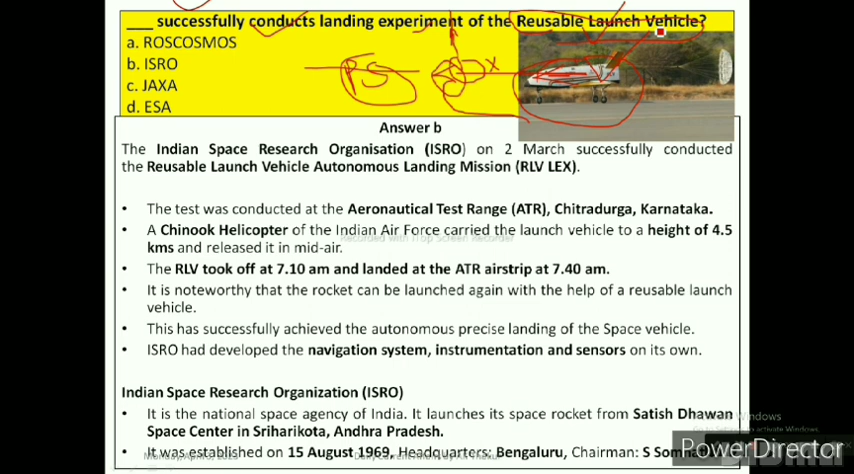 ___ successfully conducts landing experiment of the Reusable Launch Vehicle?
a. ROSCOSMOS
b. ISRO
c. JAXA
d. ESA
Answer b
The Indian Space Research Organisation (ISRO) on 2 March successfully conducted
the Reusable Launch Vehicle Autonomous Landing Mission (RLV LEX).
• The test was conducted at the Aeronautical Test Range (ATR), Chitradurga, Karnataka.
• A Chinook Helicopter of the Indian Air Force carried the launch vehicle to a height of 4.5
Recorded with iTop Screen Recorder
kms and released it in mid-air.
• The RLV took off at 7.10 am and landed at the ATR airstrip at 7.40 am.
• It is noteworthy that the rocket can be launched again with the help of a reusable launch
vehicle.
• This has successfully achieved the autonomous precise landing of the Space vehicle.
• ISRO had developed the navigation system, instrumentation and sensors on its own.
Indian Space Research Organization (ISRO)
• It is the national space agency of India. It launches its space rocket from Satish Dhawan
Windows
Space Center in Sriharikota, Andhra Pradesh.
activate Windows.
• It was established on 15 August 1969, Headquarters: Bengaluru, Chairman: S
PowerDirector